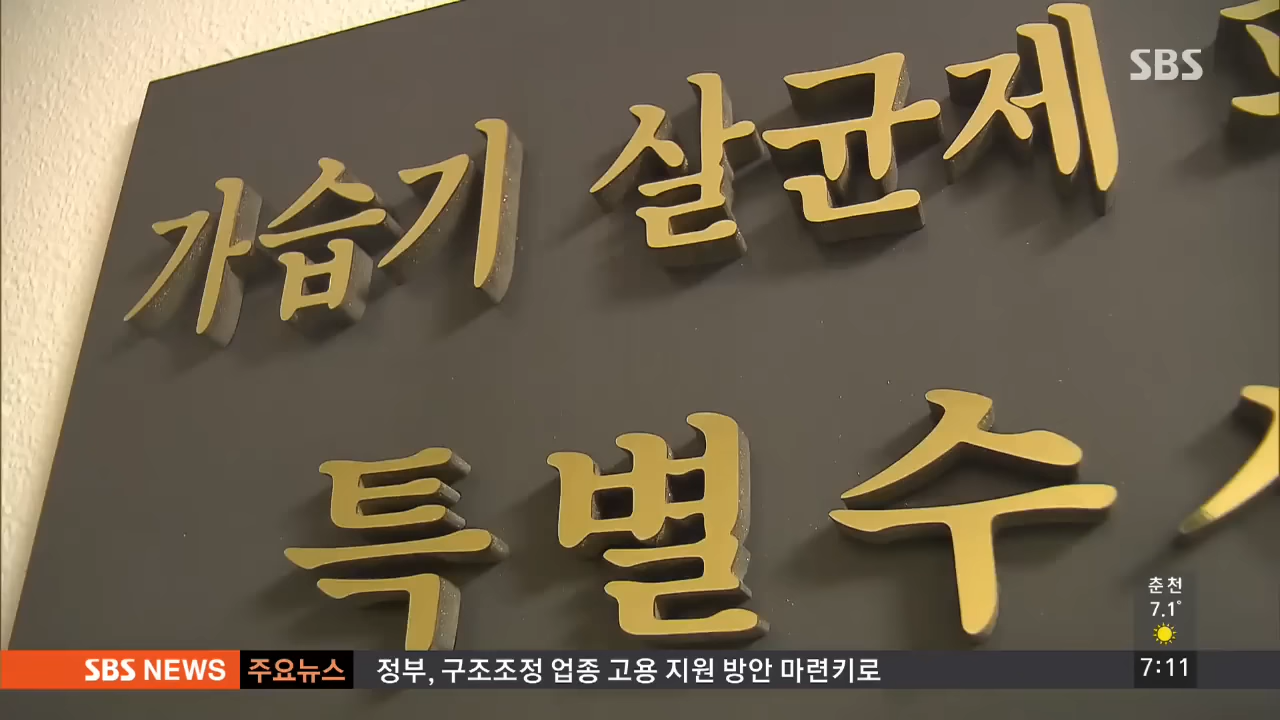 SBS
가습기 살균제
특별수
춘천
7.1°
SBS NEWS 주요뉴스 정부, 구조조정 업종 고용 지원 방안 마련키로 7:11